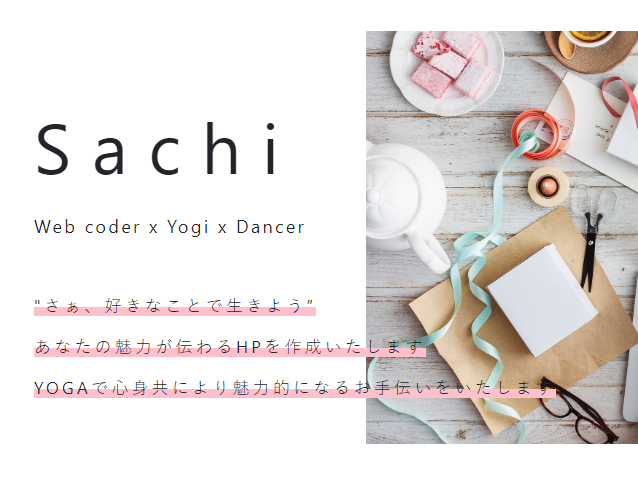 Sachi
Web coder x Yogi x Dancer
"さぁ、好きなことで生きよう”
あなたの魅力が伝わるHPを作成いたします
YOGAで心身共により魅力的になるお手伝いをいたします